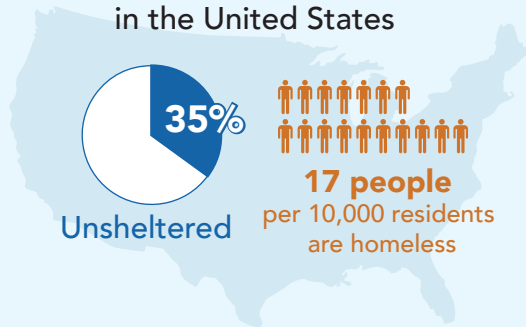 in the United States
35%
Unsheltered
17 people
per 10,000 residents
are homeless